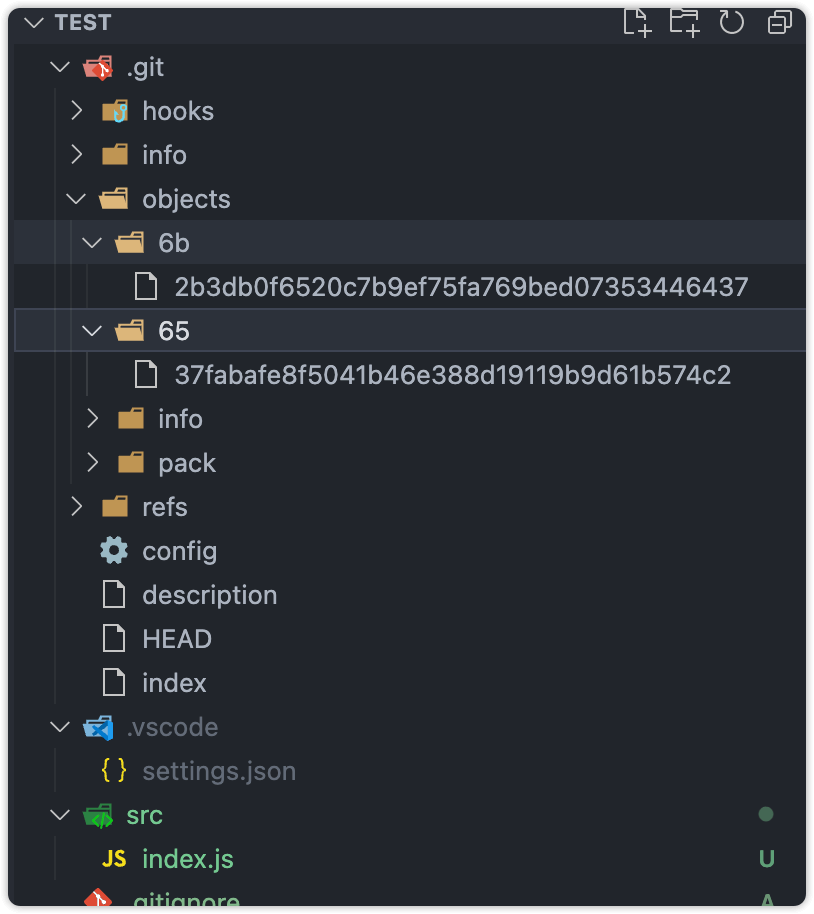 TEST
.git
hooks
info
objects
6b
2b3db0f6520c7b9ef75fa769bed07353446437
65
37fabafe8f5041b46e388d19119b9d61b574c2
info
pack
refs
config
description
HEAD
index
.vscode
{ } settings.json
src
JS index.js U
.gitignore A